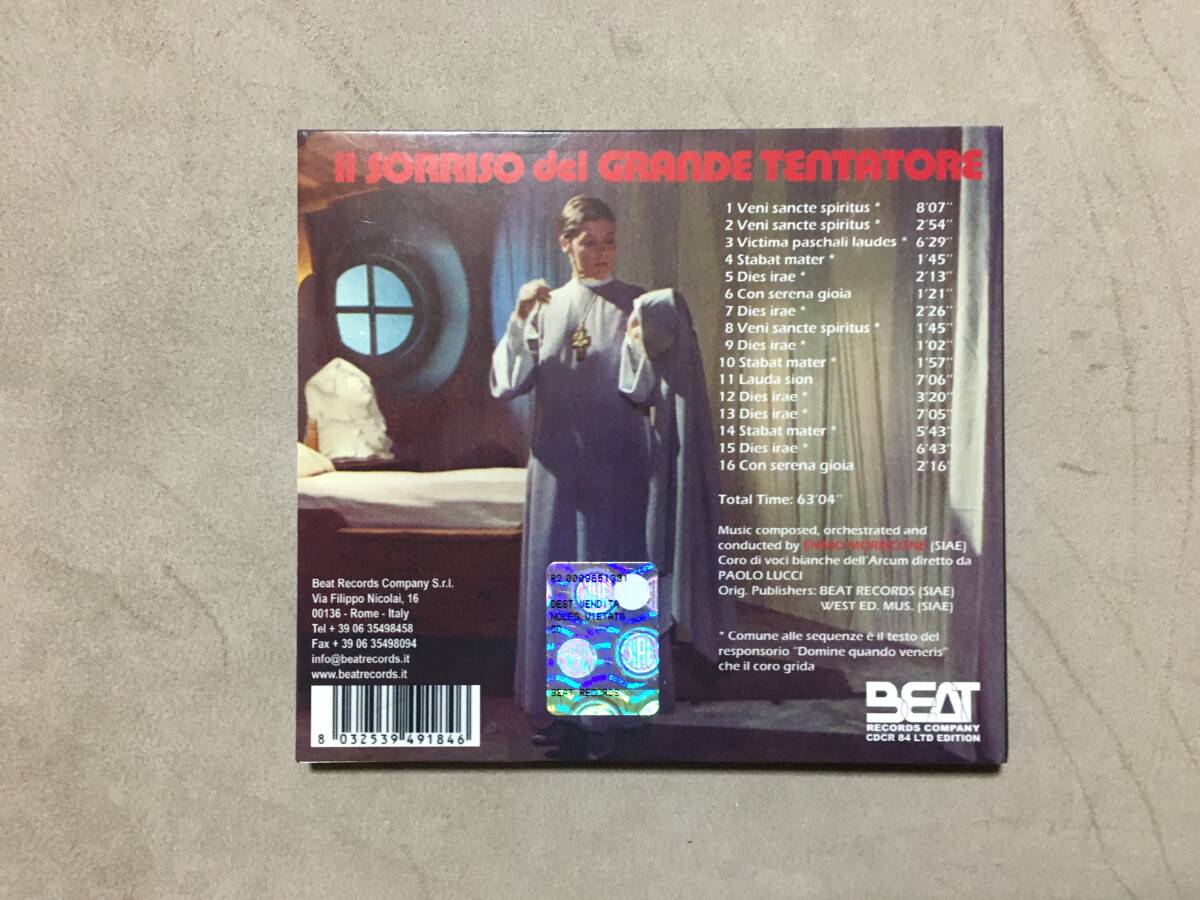 Il SORRISO del GRANDE TENTATORE
1 Veni sancte spiritus * 8'07"
2 Veni sancte spiritus * 2'54"
3 Victima paschali laudes * 6'29"
4 Stabat mater * 1'45"
5 Dies irae * 2'13"
6 Con serena gioia 1'21"
7 Dies irae * 2'26"
8 Veni sancte spiritus * 1'45"
9 Dies irae * 1'02"
10 Stabat mater * 1'57"
11 Lauda sion 7'06"
12 Dies irae * 3'20"
13 Dies irae * 7'05"
14 Stabat mater * 5'43"
15 Dies irae * 6'43"
16 Con serena gioia 2'16"
Total Time: 63'04"
Music composed, orchestrated and
conducted by ENNIO MORRICONE (SIAE)
Coro di voci bianche dell'Arcum diretto da
PAOLO LUCCI
Orig. Publishers: BEAT RECORDS (SIAE)
WEST ED. MUS. (SIAE)
* Comune alle sequenze è il testo del
responsorio "Domine quando veneris"
che il coro grida
BEAT
RECORDS COMPANY
CDCR 84 LTD EDITION
Beat Records Company S.r.l.
Via Filippo Nicolai, 16
00136 - Rome - Italy
Tel + 39 06 35498458
Fax + 39 06 35498094
info@beatrecords.it
www.beatrecords.it
8 032539 491846
DEST.VENDITA
NOLEG.VIETATO
CD
BEAT RECORDS